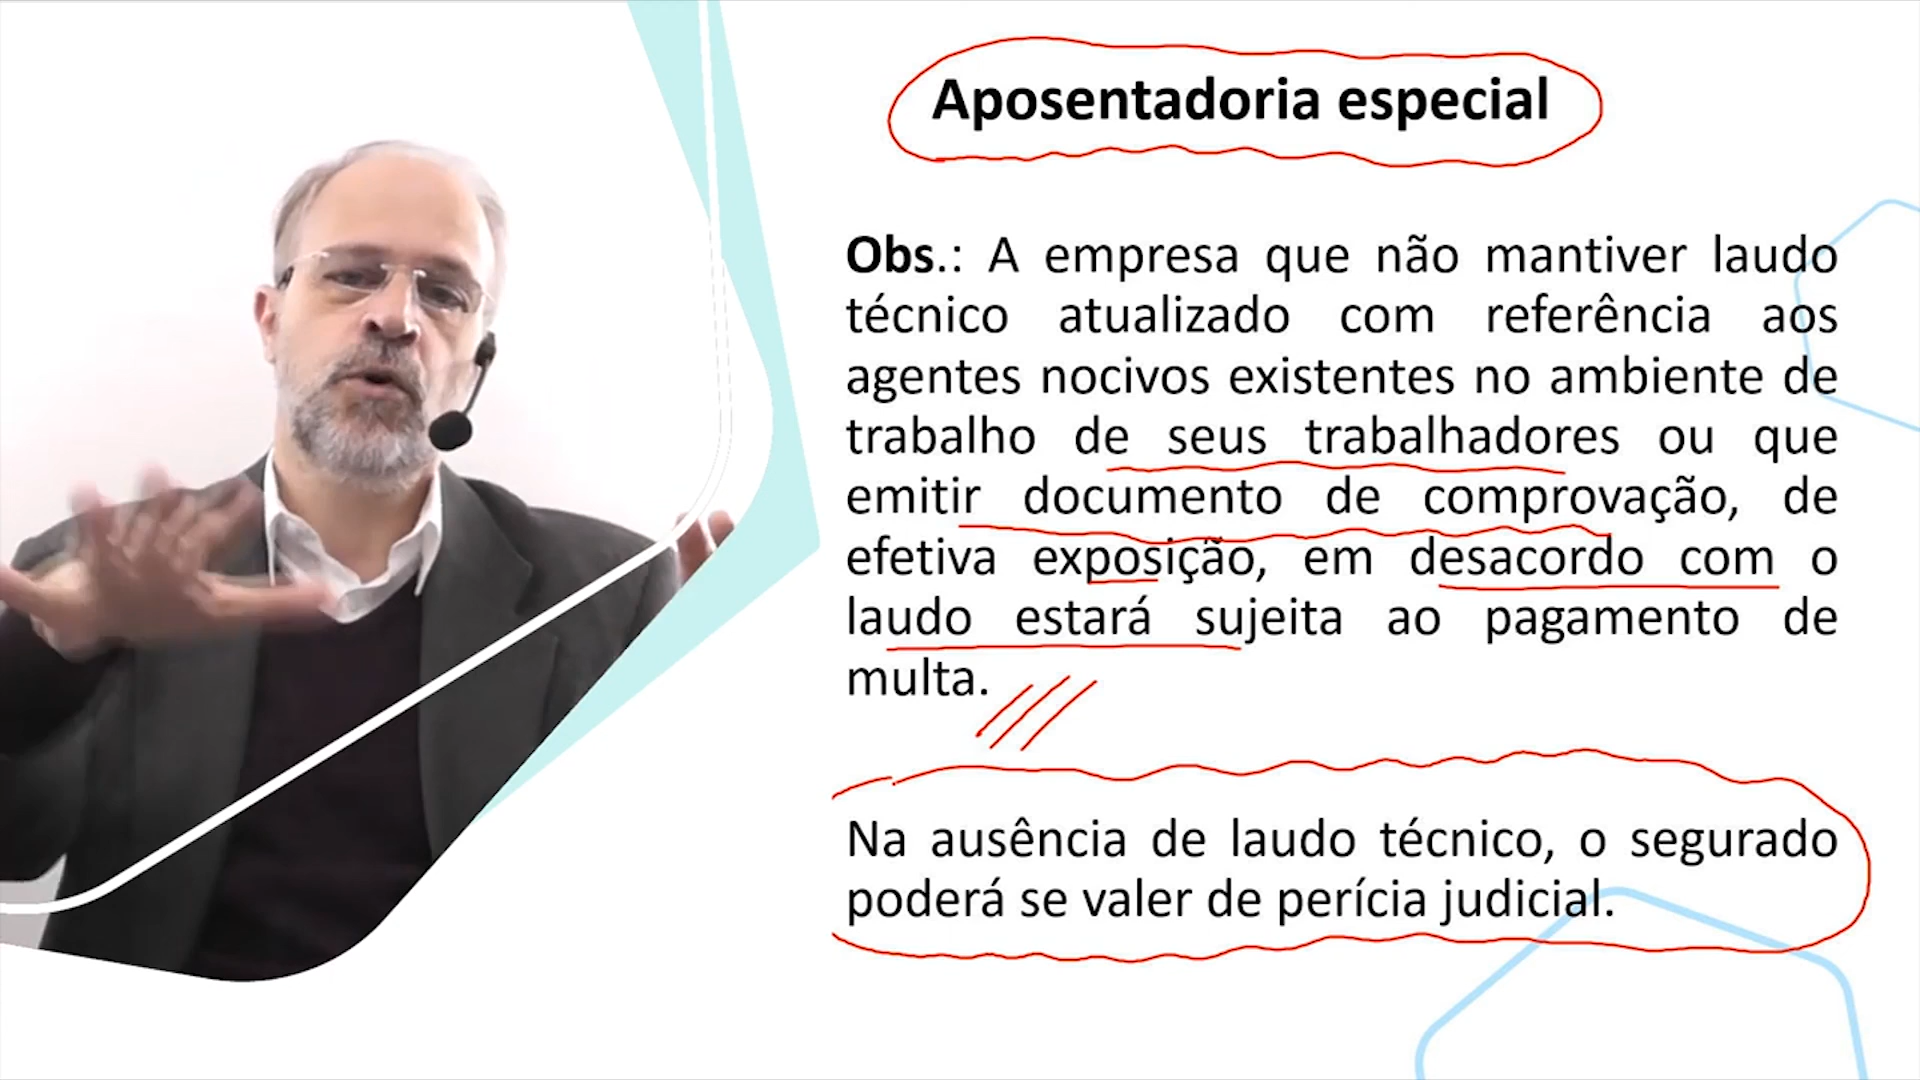 Aposentadoria especial
Obs.: A empresa que não mantiver laudo
técnico atualizado com referência aos
agentes nocivos existentes no ambiente de
trabalho de seus trabalhadores ou que
emitir documento de comprovação, de
efetiva exposição, em desacordo com o
laudo estará sujeita ao pagamento de
multa.
Na ausência de laudo técnico, o segurado
poderá se valer de perícia judicial.